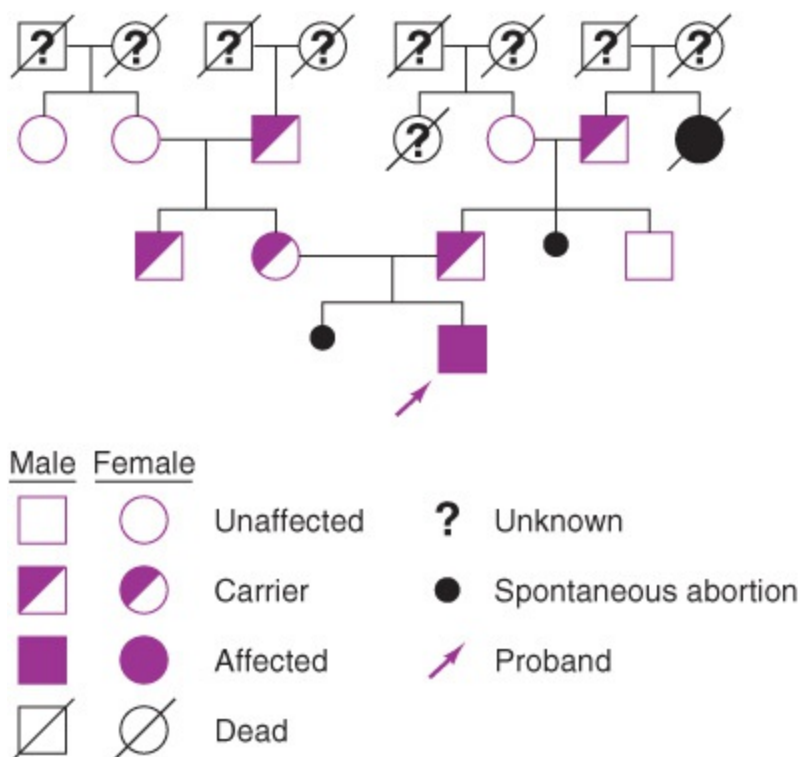 ? ? ? ? ? ? ? ?
?
Male Female
Unaffected ? Unknown
Carrier Spontaneous abortion
Affected Proband
Dead